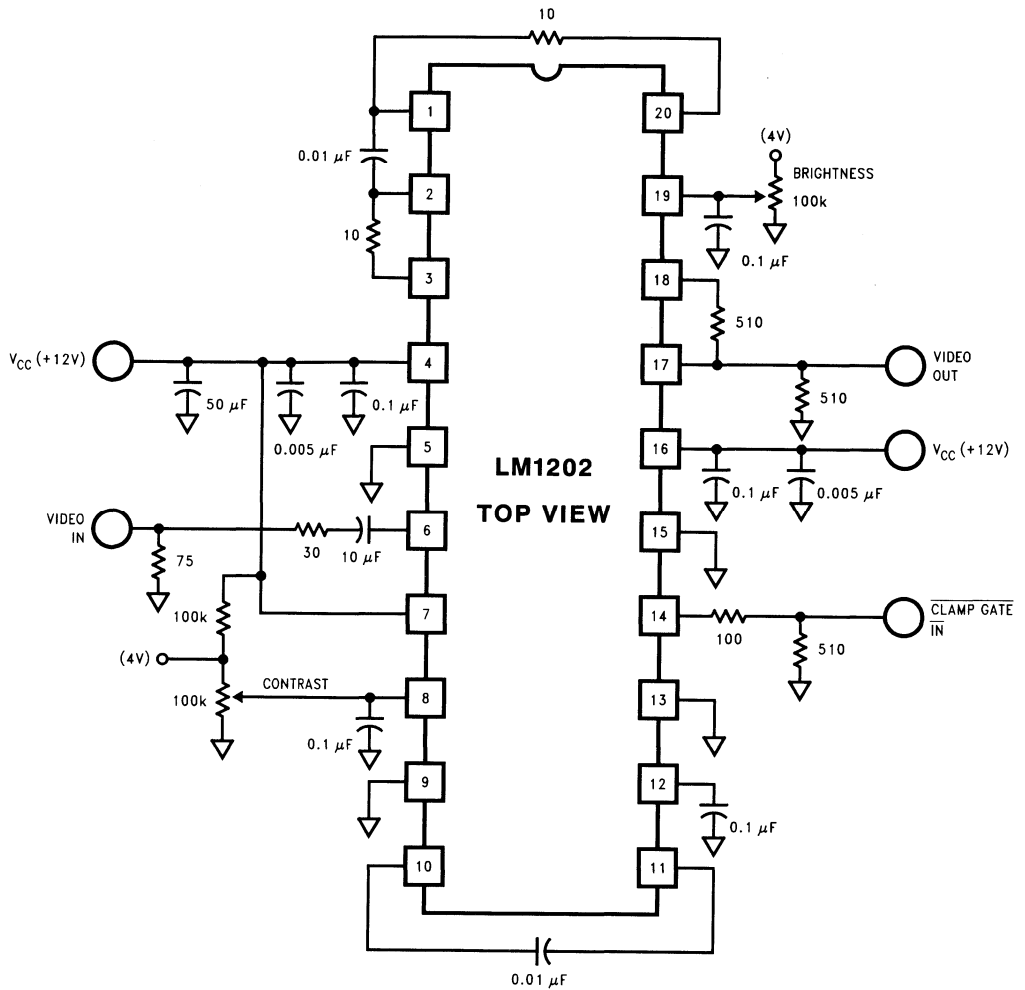 10
1
20
0.01 μF
(4V)
BRIGHTNESS
100k
2
19
10
0.1 μF
3
18
510
VCC (+12V)
4
17
VIDEO
OUT
50 μF
0.1 μF
510
0.005 μF
5
16
VCC (+12V)
LM1202
TOP VIEW
0.1 μF
0.005 μF
VIDEO
IN
6
15
30
10 μF
75
100k
7
14
100
CLAMP GATE
IN
510
(4V)
CONTRAST
100k
8
13
0.1 μF
9
12
0.1 μF
10
11
0.01 μF